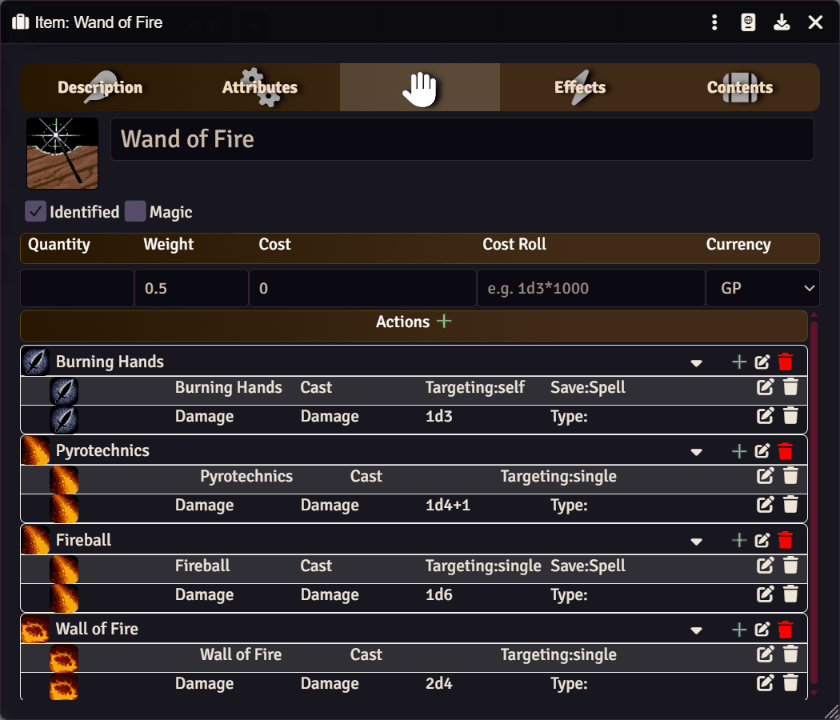 Item: Wand of Fire
Description Attributes Effects Contents
Wand of Fire
Identified Magic
Quantity Weight Cost Cost Roll Currency
0.5 0 e.g. 1d3*1000 GP
Actions +
Burning Hands
Burning Hands Cast Targeting:self Save:Spell
Damage Damage 1d3 Type:
Pyrotechnics
Pyrotechnics Cast Targeting:single
Damage Damage 1d4+1 Type:
Fireball
Fireball Cast Targeting:single Save:Spell
Damage Damage 1d6 Type:
Wall of Fire
Wall of Fire Cast Targeting:single
Damage Damage 2d4 Type: